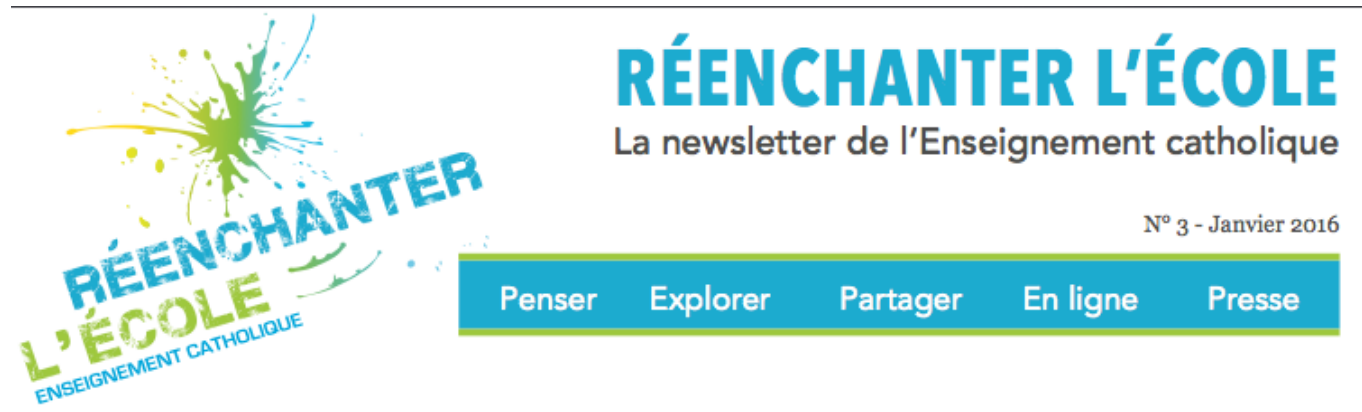 RÉENCHANTER
L'ÉCOLE
ENSEIGNEMENT CATHOLIQUE
RÉENCHANTER L'ÉCOLE
La newsletter de l'Enseignement catholique
N° 3 - Janvier 2016
Penser Explorer Partager En ligne Presse